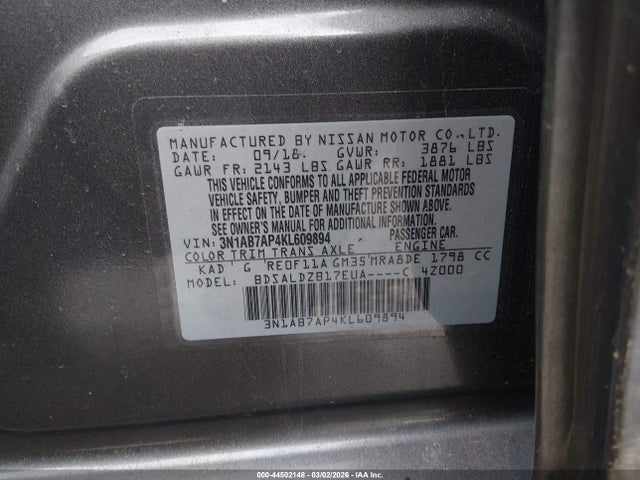 MANUFACTURED BY NISSAN MOTOR CO.,LTD.
DATE: 09/18. GVWR: 3876 LBS
GAWR FR: 2143 LBS GAWR RR: 1881 LBS
THIS VEHICLE CONFORMS TO ALL APPLICABLE FEDERAL MOTOR
VEHICLE SAFETY, BUMPER AND THEFT PREVENTION STANDARDS
IN EFFECT ON THE DATE OF MANUFACTURE SHOWN ABOVE.
SEE OWNER'S MANUAL FOR ADDITIONAL INFORMATION.
VIN: 3N1AB7AP4KL609894 PASSENGER CAR.
COLOR TRIM TRANS AXLE ENGINE
KAD G RE0F11A GM35 MRA8DE 1798 CC
MODEL: BDSALDZB17EUA----C 4Z000
3N1AB7AP4KL609894
000-44502148 - 03/02/2026 - IAA Inc.